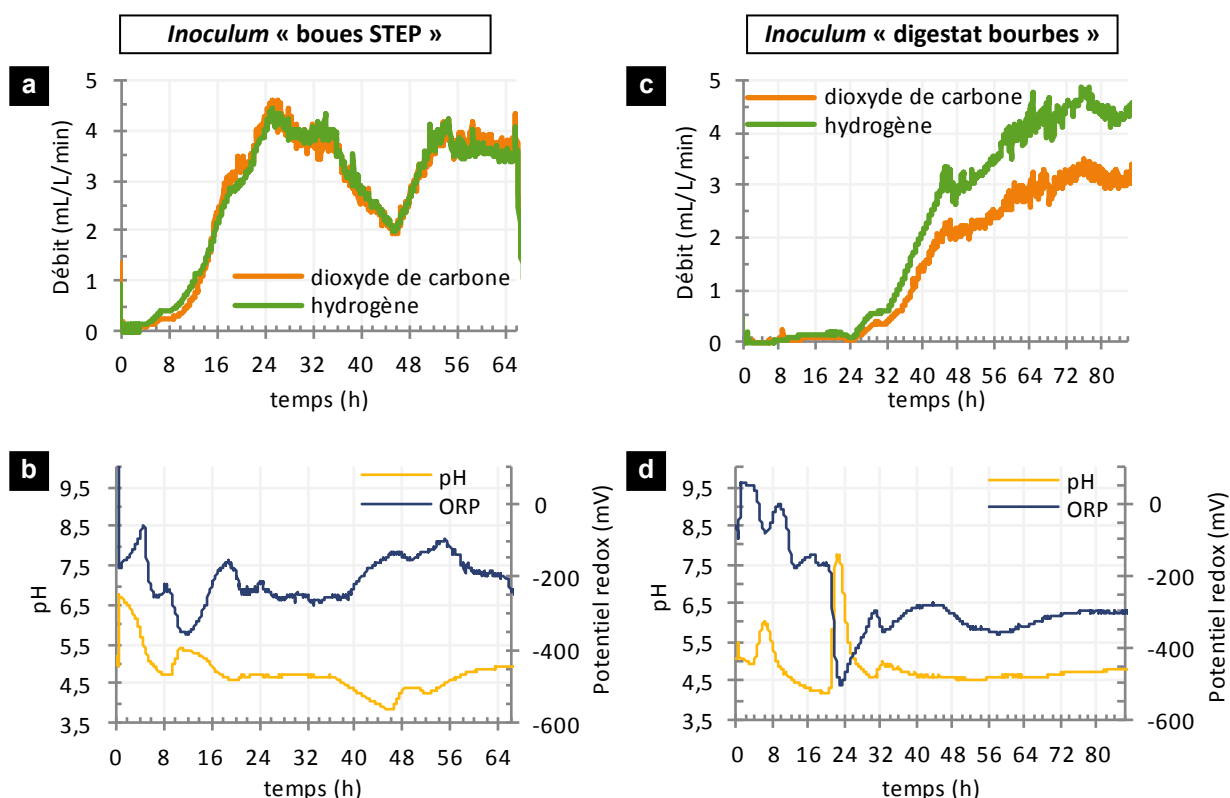 Inoculum « boues STEP »
Inoculum « digestat bourbes »
a
5
4
3
2
1
0
Débit (mL/L/min)
dioxyde de carbone
hydrogène
0 8 16 24 32 40 48 56 64
temps (h)
c
5
4
3
2
1
0
Débit (mL/L/min)
dioxyde de carbone
hydrogène
0 8 16 24 32 40 48 56 64 72 80
temps (h)
b
9,5
8,5
7,5
6,5
5,5
4,5
3,5
pH
pH
ORP
0
-200
-400
-600
Potentiel redox (mV)
0 8 16 24 32 40 48 56 64
temps (h)
d
9,5
8,5
7,5
6,5
5,5
4,5
3,5
pH
pH
ORP
0
-200
-400
-600
Potentiel redox (mV)
0 8 16 24 32 40 48 56 64 72 80
temps (h)